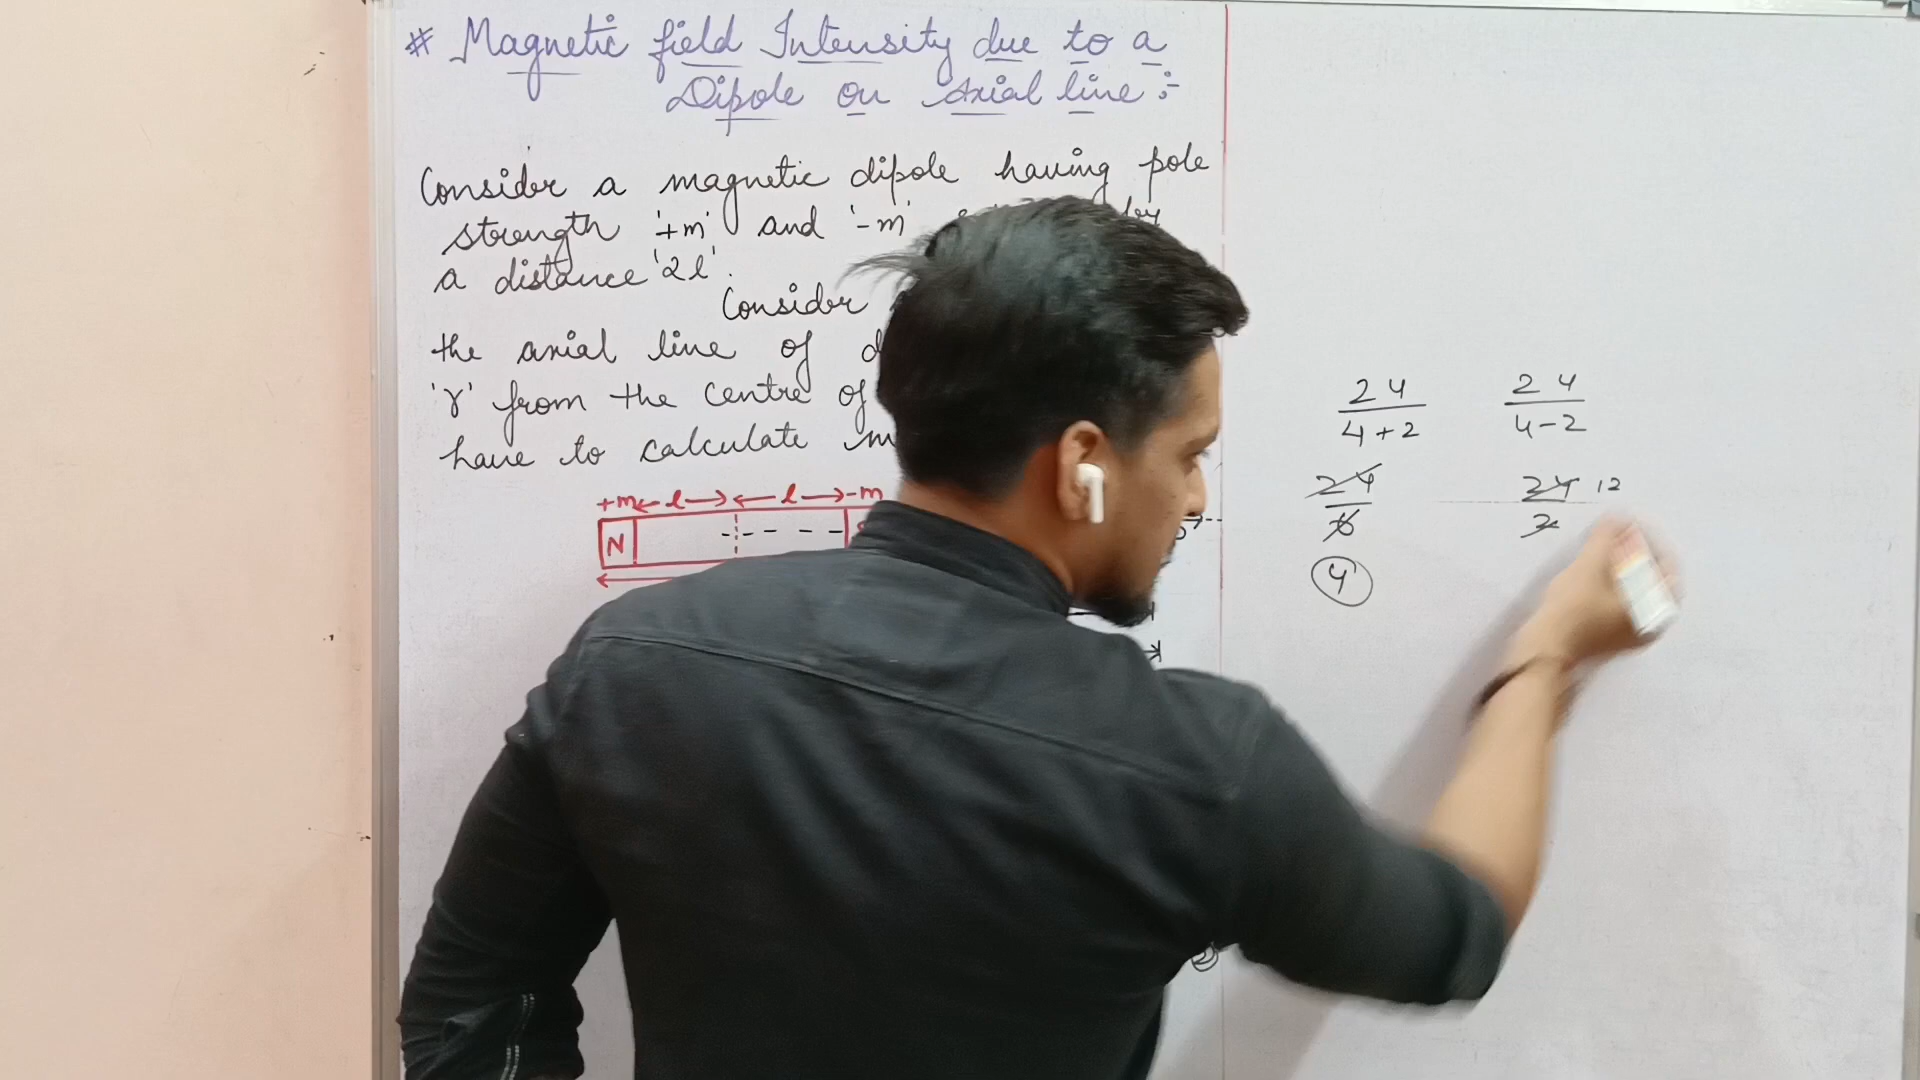 # Magnetic field Intensity due to a
Dipole on Axial line :-
Consider a magnetic dipole having pole
strength '+m' and '-m' by
a distance '2l'.
Consider
the axial line of
'r' from the centre of
have to calculate
+m ← l → ← l → -m
N
24
4+2
24
6
4
24
4-2
24 12
2